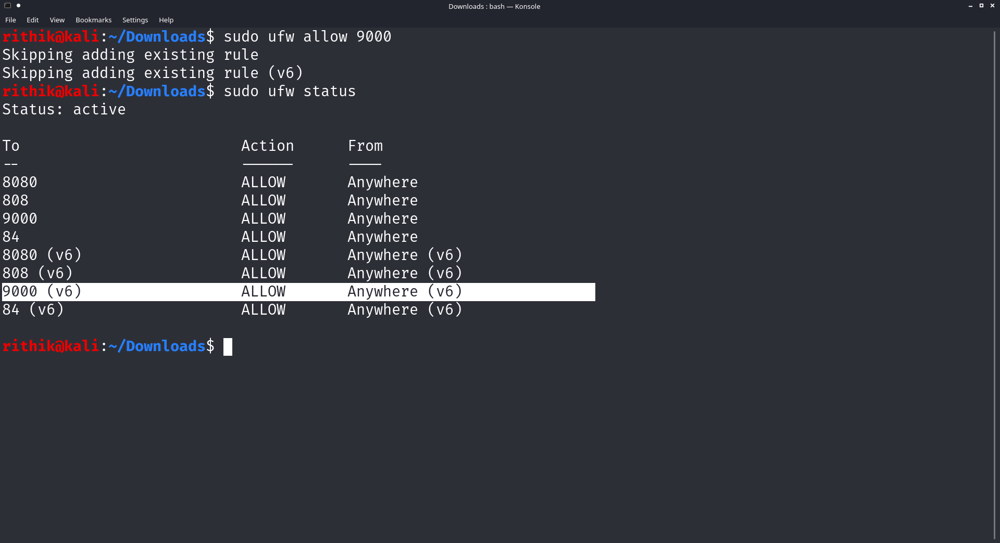 Downloads : bash — Konsole
File Edit View Bookmarks Settings Help
rithik@kali:~/Downloads$ sudo ufw allow 9000
Skipping adding existing rule
Skipping adding existing rule (v6)
rithik@kali:~/Downloads$ sudo ufw status
Status: active
To Action From
-- ------ ----
8080 ALLOW Anywhere
808 ALLOW Anywhere
9000 ALLOW Anywhere
84 ALLOW Anywhere
8080 (v6) ALLOW Anywhere (v6)
808 (v6) ALLOW Anywhere (v6)
9000 (v6) ALLOW Anywhere (v6)
84 (v6) ALLOW Anywhere (v6)
rithik@kali:~/Downloads$